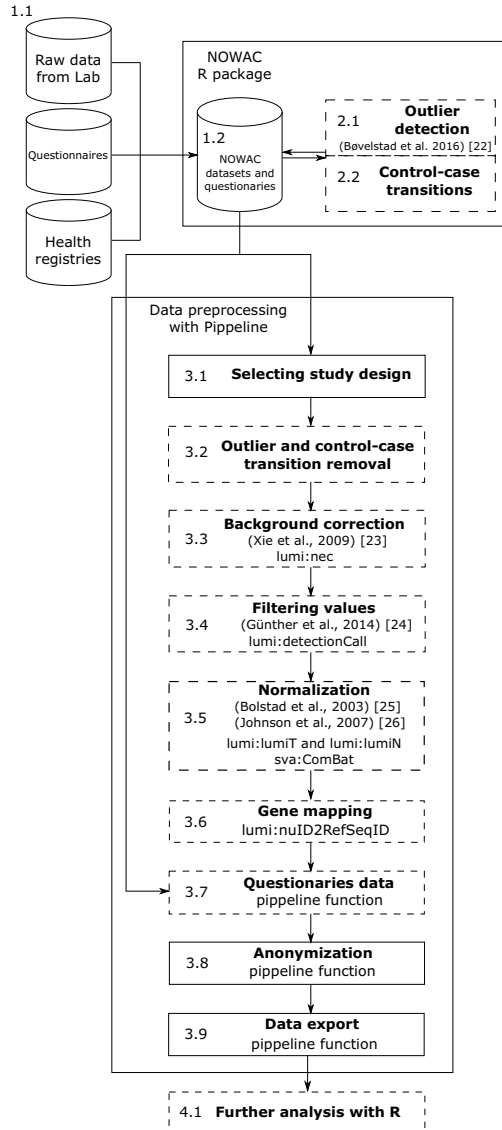 1.1
Raw data
from Lab
Questionnaires
Health
registries
NOWAC
R package
1.2
NOWAC
datasets and
questionaries
2.1 Outlier
detection
(Bøvelstad et al. 2016) [22]
2.2 Control-case
transitions
Data preprocessing
with Pippeline
3.1 Selecting study design
3.2 Outlier and control-case
transition removal
3.3 Background correction
(Xie et al., 2009) [23]
lumi:nec
3.4 Filtering values
(Günther et al., 2014) [24]
lumi:detectionCall
3.5 Normalization
(Bolstad et al., 2003) [25]
(Johnson et al., 2007) [26]
lumi:lumiT and lumi:lumiN
sva:ComBat
3.6 Gene mapping
lumi:nuID2RefSeqID
3.7 Questionaries data
pippeline function
3.8 Anonymization
pippeline function
3.9 Data export
pippeline function
4.1 Further analysis with R